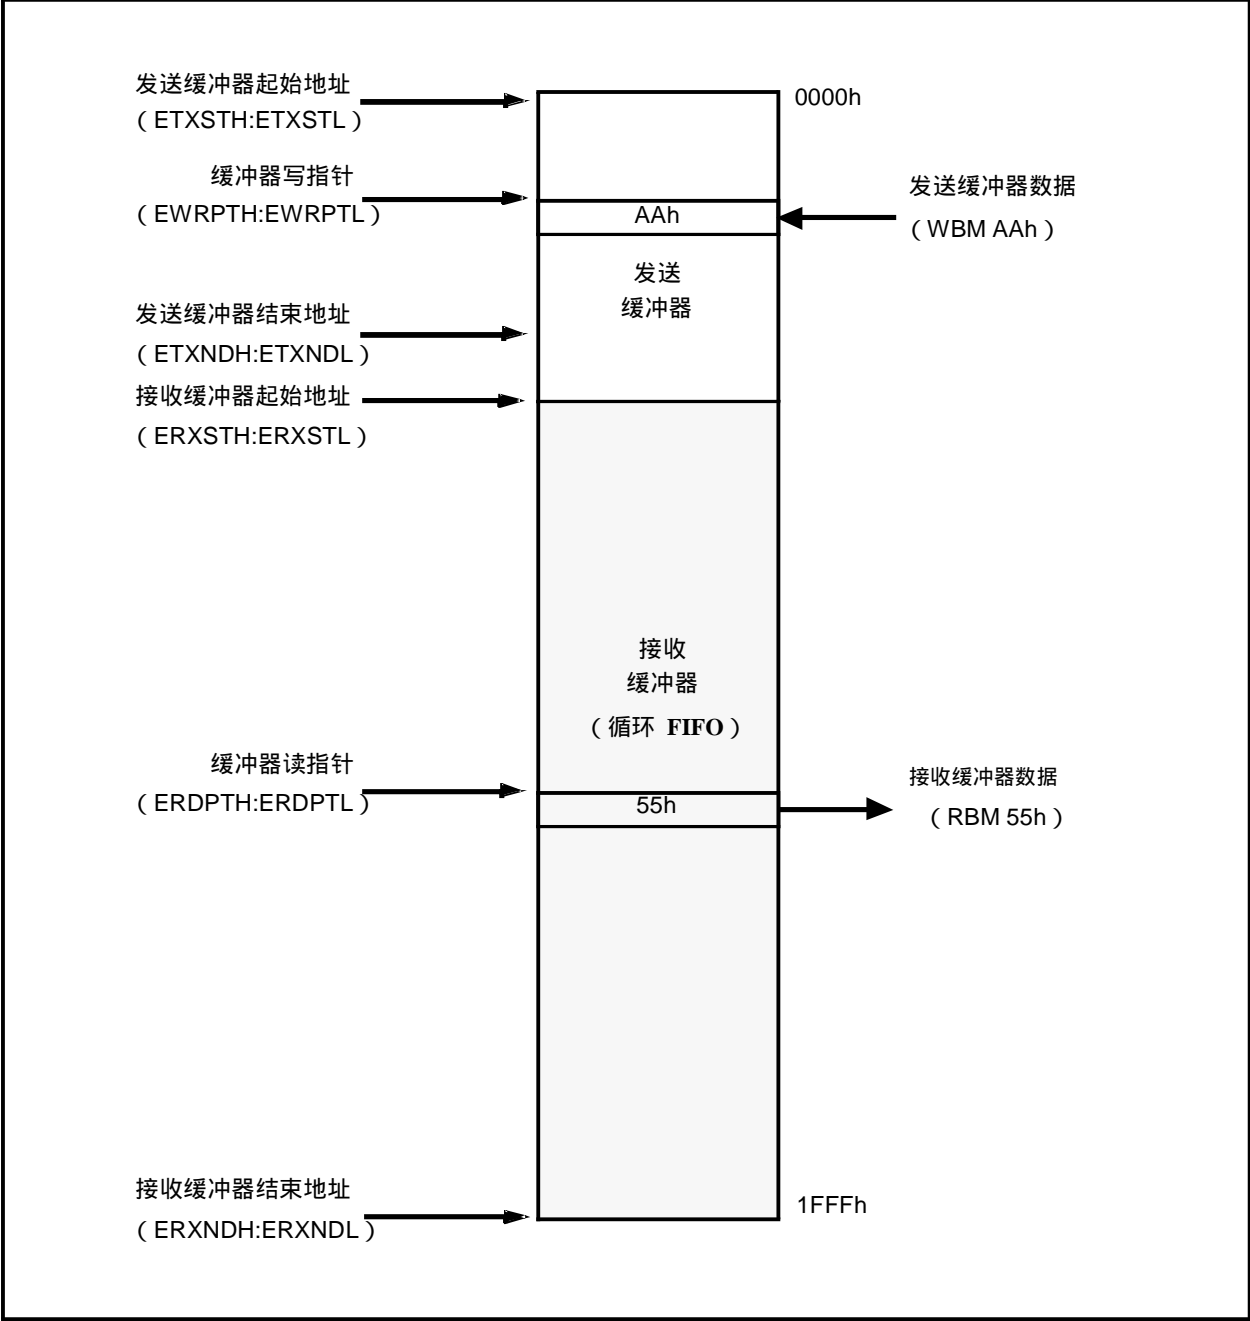 发送缓冲器起始地址
（ETXSTH:ETXSTL）
0000h
缓冲器写指针
（EWRPTH:EWRPTL）
AAh
发送缓冲器数据
（WBM AAh）
发送
缓冲器
发送缓冲器结束地址
（ETXNDH:ETXNDL）
接收缓冲器起始地址
（ERXSTH:ERXSTL）
接收
缓冲器
（循环 FIFO）
缓冲器读指针
（ERDPTH:ERDPTL）
55h
接收缓冲器数据
（RBM 55h）
接收缓冲器结束地址
（ERXNDH:ERXNDL）
1FFFh